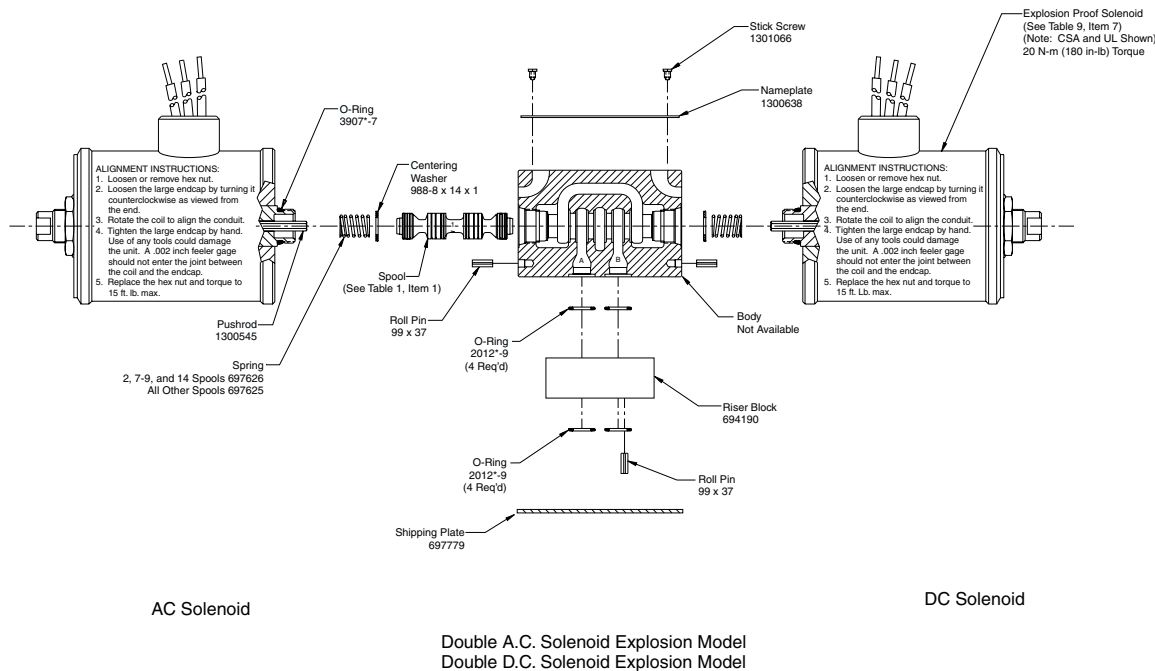 Stick Screw
1301066
Explosion Proof Solenoid
(See Table 9, Item 7)
(Note: CSA and UL Shown)
20 N-m (180 in-lb) Torque
Nameplate
1300638
O-Ring
3907*-7
Centering
Washer
988-8 x 14 x 1
ALIGNMENT INSTRUCTIONS:
1. Loosen or remove hex nut.
2. Loosen the large endcap by turning it
counterclockwise as viewed from
the end.
3. Rotate the coil to align the conduit.
4. Tighten the large endcap by hand.
Use of any tools could damage
the unit. A .002 inch feeler gage
should not enter the joint between
the coil and the endcap.
5. Replace the hex nut and torque to
15 ft. lb. max.
1
A
B
ALIGNMENT INSTRUCTIONS:
1. Loosen or remove hex nut.
2. Loosen the large endcap by turning it
counterclockwise as viewed from
the end.
3. Rotate the coil to align the conduit.
4. Tighten the large endcap by hand.
Use of any tools could damage
the unit. A .002 inch feeler gage
should not enter the joint between
the coil and the endcap.
5. Replace the hex nut and torque to
15 ft. Lb. max.
Spool
(See Table 1, Item 1)
Pushrod
1300545
Roll Pin
99 x 37
Body
Not Available
O-Ring
2012*-9
(4 Req'd)
Spring
2, 7-9, and 14 Spools 697626
All Other Spools 697625
Riser Block
694190
O-Ring
2012*-9
(4 Req'd)
Roll Pin
99 x 37
Shipping Plate
697779
AC Solenoid
DC Solenoid
Double A.C. Solenoid Explosion Model
Double D.C. Solenoid Explosion Model